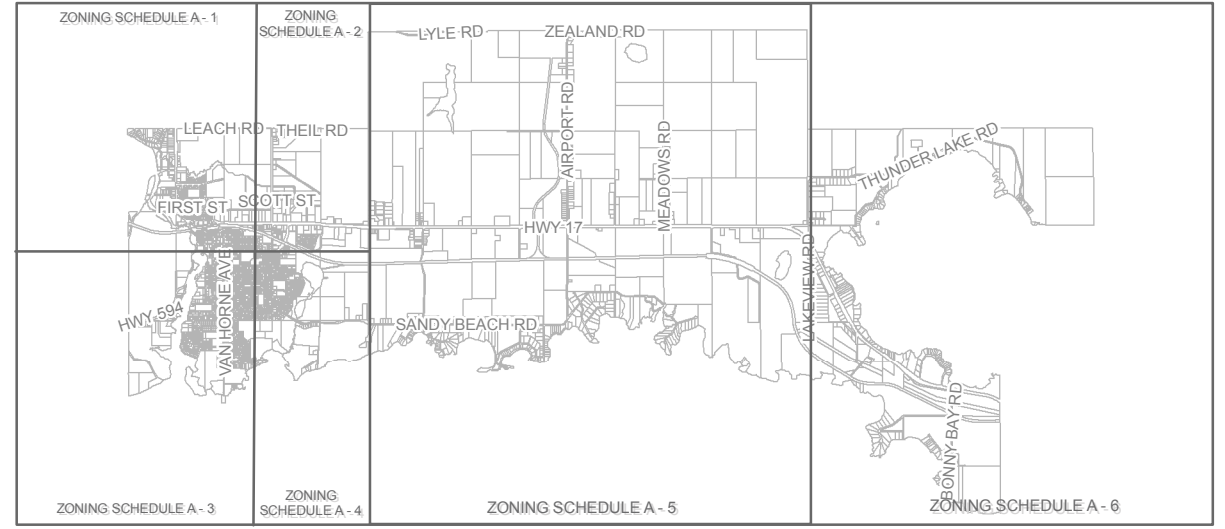 ZONING SCHEDULE A - 1
ZONING
SCHEDULE A - 2
LYLE RD
ZEALAND RD
LEACH RD
THEIL RD
AIRPORT RD
MEADOWS RD
THUNDER LAKE RD
FIRST ST
SCOTT ST
HWY 17
VAN HORNE AVE
HWY 594
LAKEVIEW RD
SANDY BEACH RD
BONNY BAY RD
ZONING SCHEDULE A - 3
ZONING
SCHEDULE A - 4
ZONING SCHEDULE A - 5
ZONING SCHEDULE A - 6